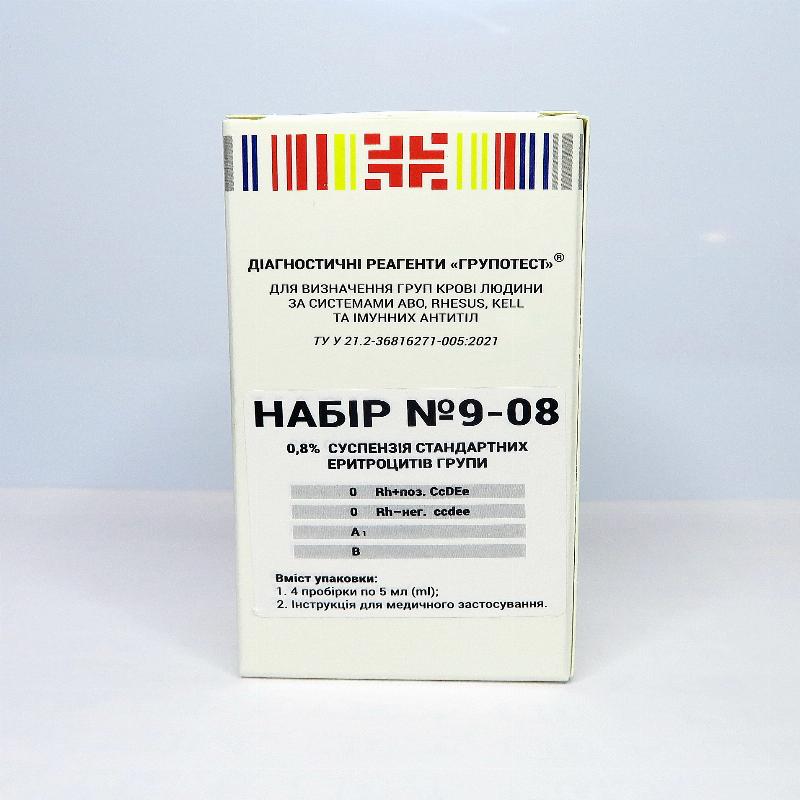 ДІАГНОСТИЧНІ РЕАГЕНТИ «ГРУПОТЕСТ»®
ДЛЯ ВИЗНАЧЕННЯ ГРУП КРОВІ ЛЮДИНИ
ЗА СИСТЕМАМИ АВО, RHESUS, KELL
ТА ІМУННИХ АНТИТІЛ
ТУ У 21.2-36816271-005:2021
НАБІР №9-08
0,8% СУСПЕНЗІЯ СТАНДАРТНИХ
ЕРИТРОЦИТІВ ГРУПИ
0 Rh+поз. CcDEe
0 Rh–нег. ccdee
A₁
B
Вміст упаковки:
1. 4 пробірки по 5 мл (ml);
2. Інструкція для медичного застосування.